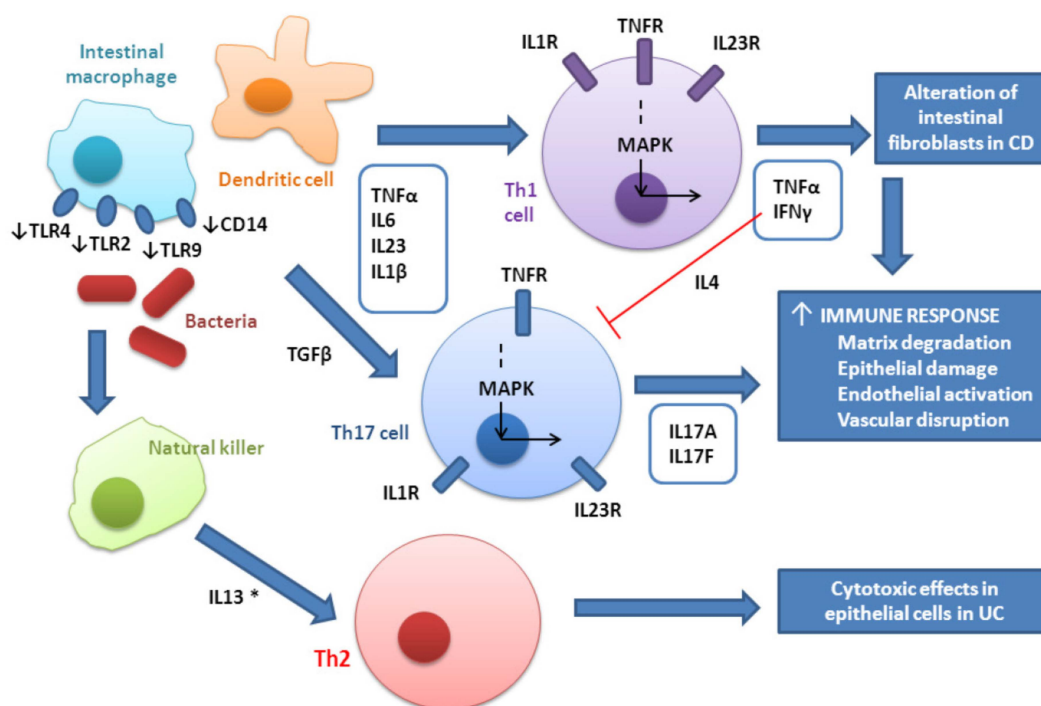 Intestinal
macrophage
Dendritic cell
↓TLR4
↓TLR2
↓TLR9
↓CD14
Bacteria
TNFα
IL6
IL23
IL1β
TGFβ
IL1R
TNFR
IL23R
MAPK
Th1
cell
TNFα
IFNγ
IL4
Alteration of
intestinal
fibroblasts in CD
TNFR
MAPK
Th17 cell
IL1R
IL23R
IL17A
IL17F
↑ IMMUNE RESPONSE
Matrix degradation
Epithelial damage
Endothelial activation
Vascular disruption
Natural killer
IL13 *
Th2
Cytotoxic effects in
epithelial cells in UC